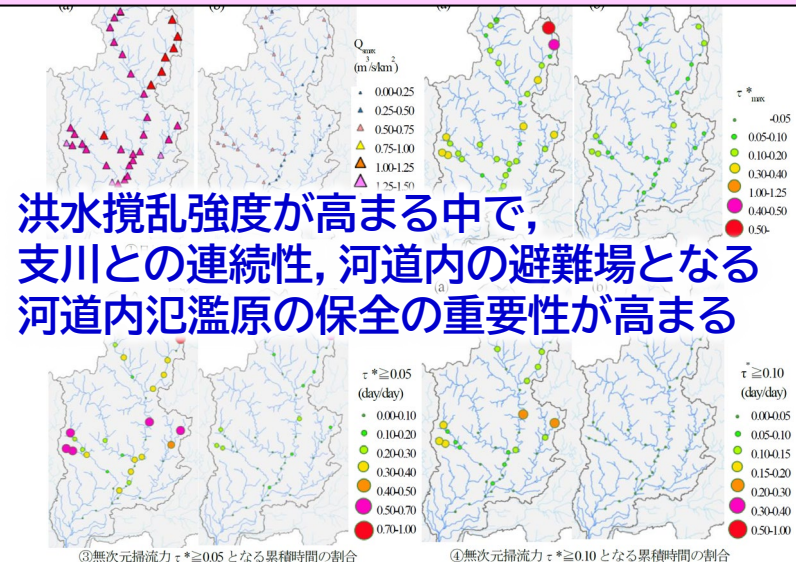 (a)
(b)
(a)
(b)
Qsmax
(m³/s/km²)
0.00-0.25
0.25-0.50
0.50-0.75
0.75-1.00
1.00-1.25
1.25-1.50
τ*max
-0.05
0.05-0.10
0.10-0.20
0.30-0.40
1.00-1.25
0.40-0.50
0.50-
洪水撹乱強度が高まる中で,
支川との連続性, 河道内の避難場となる
河道内氾濫原の保全の重要性が高まる
(a)
(b)
τ*≧0.05
(day/day)
0.00-0.10
0.10-0.20
0.20-0.30
0.30-0.40
0.40-0.50
0.50-0.70
0.70-1.00
τ*≧0.10
(day/day)
0.00-0.05
0.05-0.10
0.10-0.15
0.15-0.20
0.20-0.30
0.30-0.40
0.50-1.00
③無次元掃流力 τ*≧0.05 となる累積時間の割合
④無次元掃流力 τ*≧0.10 となる累積時間の割合